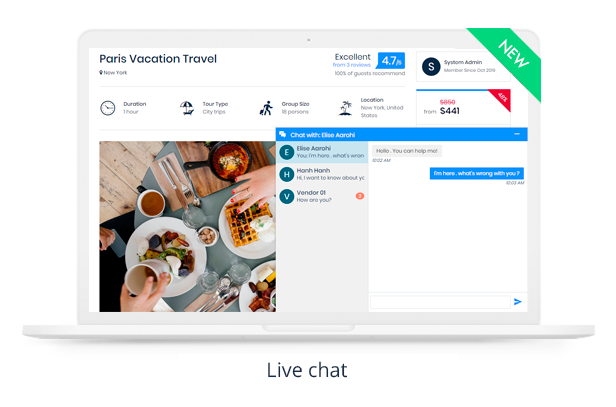 NEW
Paris Vacation Travel
New York
Excellent
from 3 reviews
4.7/5
100% of guests recommend
S
System Admin
Member Since Oct 2019
Duration
1 hour
Tour Type
City trips
Group Size
18 persons
Location
New York, United
States
$850
from $441
48%
Chat with: Elise Aarohi
E
Elise Aarohi
You: I'm here . what's wron
H
Hanh Hanh
Hi, I want to know about yo
V
Vendor 01
How are you?
Hello . You can help me!
10:02 AM
I'm here . what's wrong with you ?
10:02 AM
Live chat